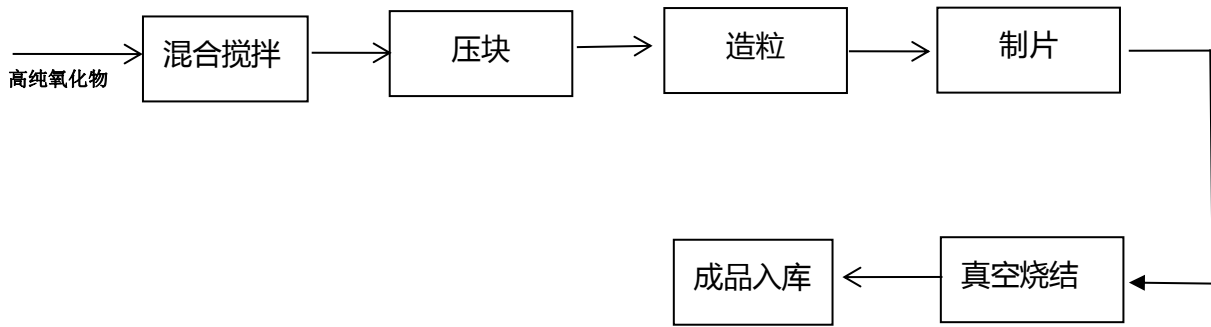 高纯氧化物
混合搅拌
压块
造粒
制片
真空烧结
成品入库